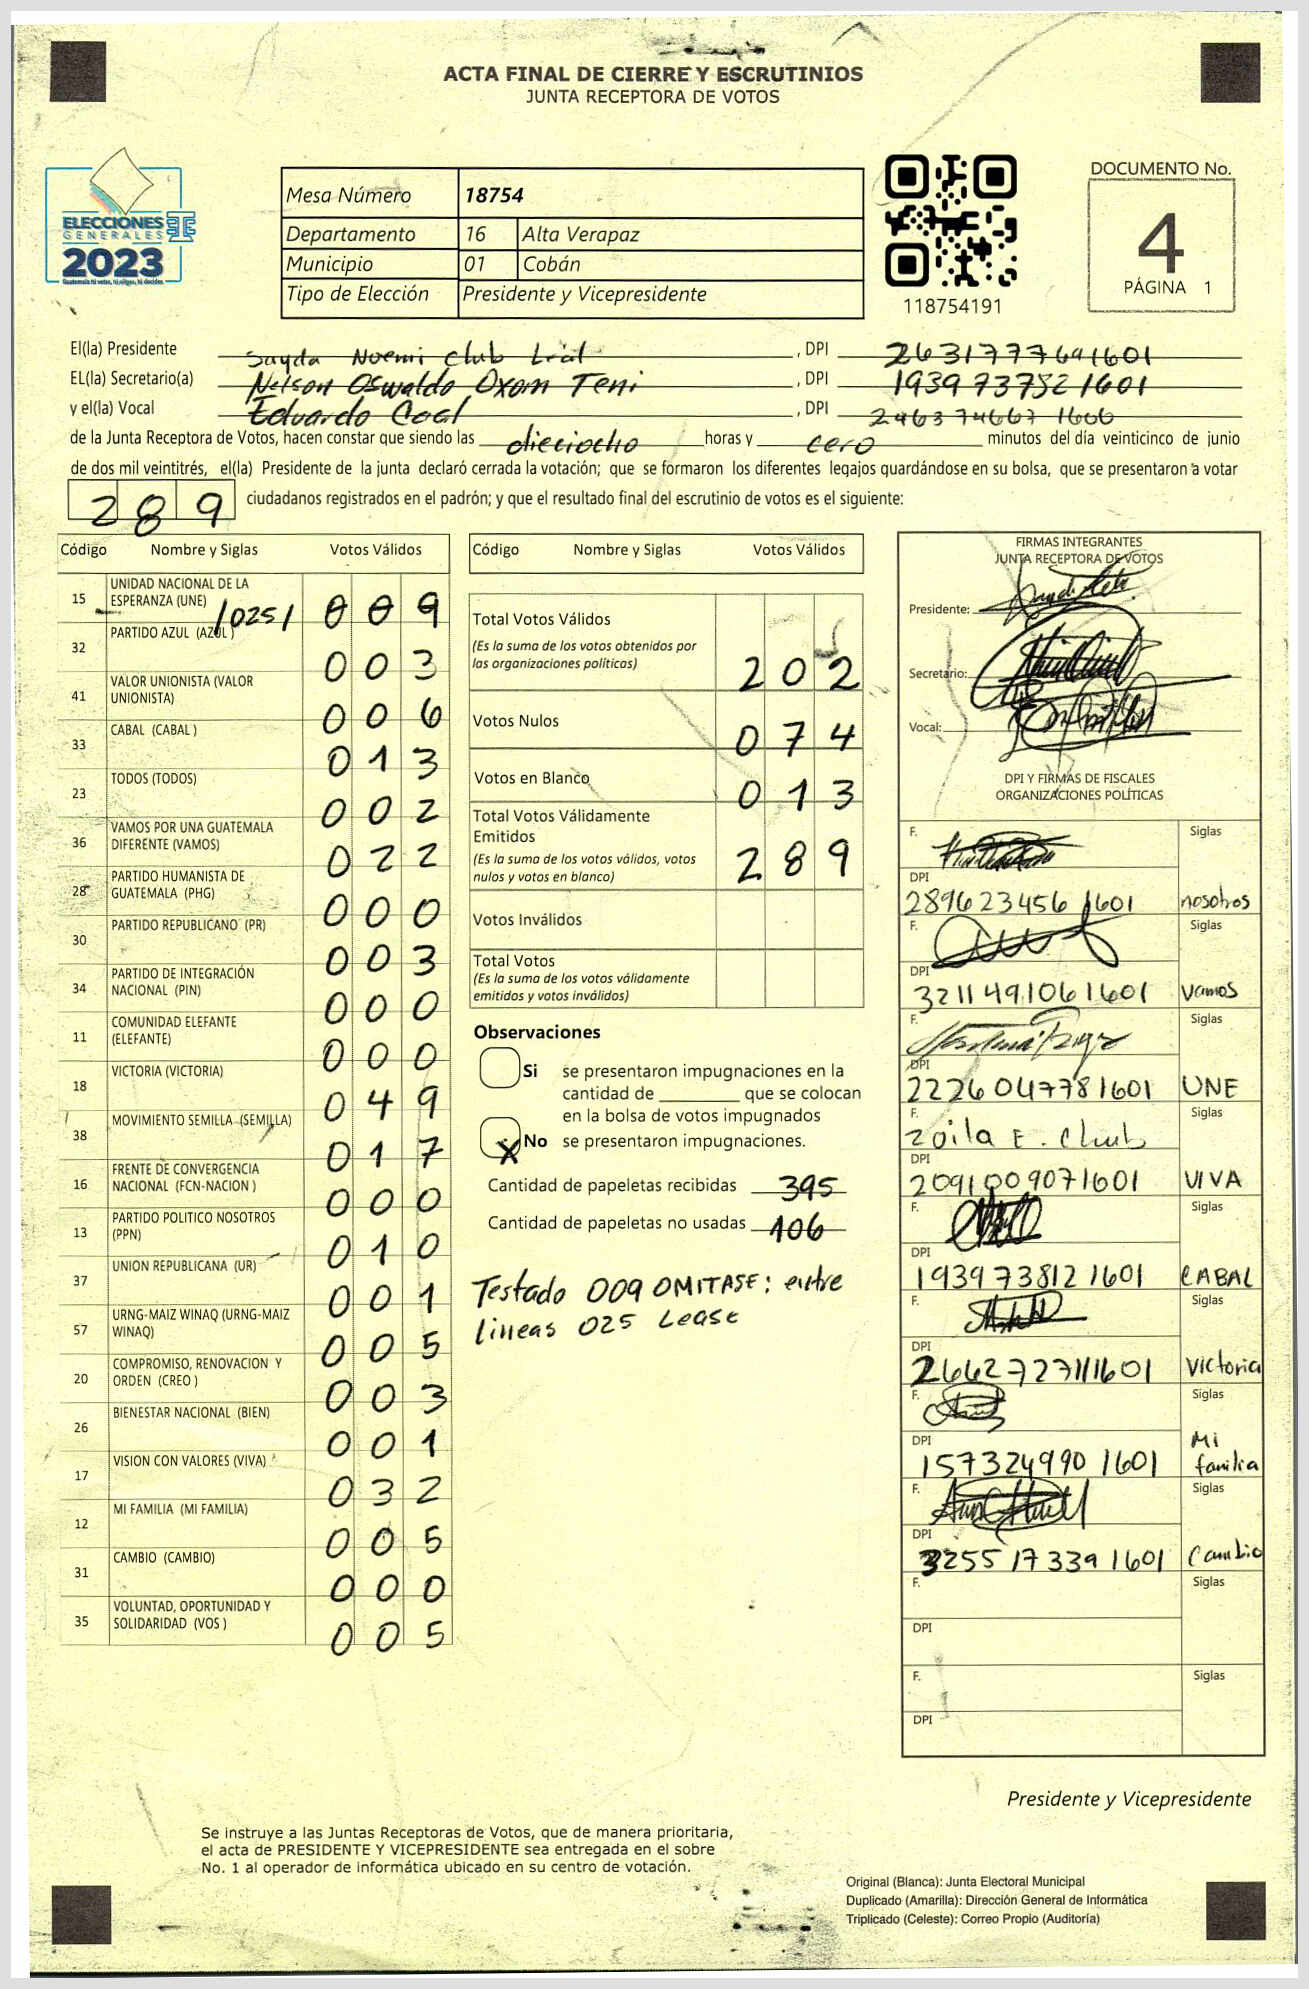 ACTA FINAL DE CIERRE Y ESCRUTINIOS
JUNTA RECEPTORA DE VOTOS
ELECCIONES
GENERALES
2023
Guatemala tú votas, tú eliges, tú decides
Mesa Número 18754
Departamento 16 Alta Verapaz
Municipio 01 Cobán
Tipo de Elección Presidente y Vicepresidente
118754191
DOCUMENTO No.
4
PÁGINA 1
El(la) Presidente Noemi Club Leal , DPI 2631777691601
EL(la) Secretario(a) Nelson Oswaldo Oxom Teni , DPI 1939737521601
y el(la) Vocal Eduardo Coal , DPI 2463746671600
de la Junta Receptora de Votos, hacen constar que siendo las dieciocho horas y cero minutos del día veinticinco de junio
de dos mil veintitrés, el(la) Presidente de la junta declaró cerrada la votación; que se formaron los diferentes legajos guardándose en su bolsa, que se presentaron a votar
289 ciudadanos registrados en el padrón; y que el resultado final del escrutinio de votos es el siguiente:
Código Nombre y Siglas Votos Válidos
15 UNIDAD NACIONAL DE LA ESPERANZA (UNE) /025/ 009
32 PARTIDO AZUL (AZUL) 003
41 VALOR UNIONISTA (VALOR UNIONISTA) 006
33 CABAL (CABAL ) 013
23 TODOS (TODOS) 002
36 VAMOS POR UNA GUATEMALA DIFERENTE (VAMOS) 022
28 PARTIDO HUMANISTA DE GUATEMALA (PHG) 000
30 PARTIDO REPUBLICANO (PR) 003
34 PARTIDO DE INTEGRACIÓN NACIONAL (PIN) 000
11 COMUNIDAD ELEFANTE (ELEFANTE) 000
18 VICTORIA (VICTORIA) 049
38 MOVIMIENTO SEMILLA (SEMILLA) 017
16 FRENTE DE CONVERGENCIA NACIONAL (FCN-NACION ) 000
13 PARTIDO POLITICO NOSOTROS (PPN) 010
37 UNION REPUBLICANA (UR) 001
57 URNG-MAIZ WINAQ (URNG-MAIZ WINAQ) 005
20 COMPROMISO, RENOVACION Y ORDEN (CREO ) 003
26 BIENESTAR NACIONAL (BIEN) 001
17 VISION CON VALORES (VIVA) 032
12 MI FAMILIA (MI FAMILIA) 005
31 CAMBIO (CAMBIO) 000
35 VOLUNTAD, OPORTUNIDAD Y SOLIDARIDAD (VOS ) 005
Código Nombre y Siglas Votos Válidos
Total Votos Válidos
(Es la suma de los votos obtenidos por
las organizaciones políticas) 202
Votos Nulos 074
Votos en Blanco 013
Total Votos Válidamente
Emitidos
(Es la suma de los votos válidos, votos
nulos y votos en blanco) 289
Votos Inválidos
Total Votos
(Es la suma de los votos válidamente
emitidos y votos inválidos)
Observaciones
Si se presentaron impugnaciones en la
cantidad de ________ que se colocan
en la bolsa de votos impugnados
X No se presentaron impugnaciones.
Cantidad de papeletas recibidas 395
Cantidad de papeletas no usadas 106
Testado 009 OMITASE: entre
lineas 025 Lease
FIRMAS INTEGRANTES
JUNTA RECEPTORA DE VOTOS
Presidente:
Secretario:
Vocal:
DPI Y FIRMAS DE FISCALES
ORGANIZACIONES POLÍTICAS
F. Siglas
DPI
2896234561601 nosotros
F. Siglas
DPI
3211491061601 Vamos
F. Siglas
DPI
2226047781601 UNE
F. Siglas
Zoila E. Club
DPI
2091009071601 VIVA
F. Siglas
DPI
1939738121601 CABAL
F. Siglas
DPI
2662727111601 Victoria
F. Siglas
DPI
1573249901601 Mi familia
F. Siglas
DPI
3255173391601 Cambio
F. Siglas
DPI
F. Siglas
DPI
Presidente y Vicepresidente
Se instruye a las Juntas Receptoras de Votos, que de manera prioritaria,
el acta de PRESIDENTE Y VICEPRESIDENTE sea entregada en el sobre
No. 1 al operador de informática ubicado en su centro de votación.
Original (Blanca): Junta Electoral Municipal
Duplicado (Amarilla): Dirección General de Informática
Triplicado (Celeste): Correo Propio (Auditoría)